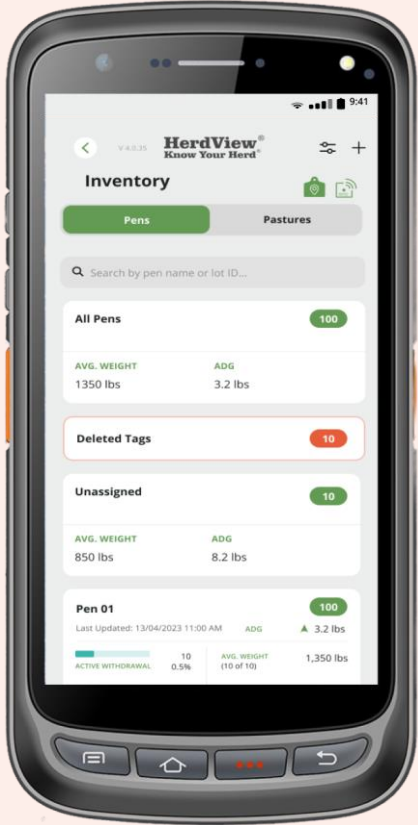 9:41
V 4.0.35 HerdView®
Know Your Herd®
Inventory
Pens Pastures
Search by pen name or lot ID...
All Pens 100
AVG. WEIGHT ADG
1350 lbs 3.2 lbs
Deleted Tags 10
Unassigned 10
AVG. WEIGHT ADG
850 lbs 8.2 lbs
Pen 01 100
Last Updated: 13/04/2023 11:00 AM ADG ▲ 3.2 lbs
10 AVG. WEIGHT 1,350 lbs
ACTIVE WITHDRAWAL 0.5% (10 of 10)